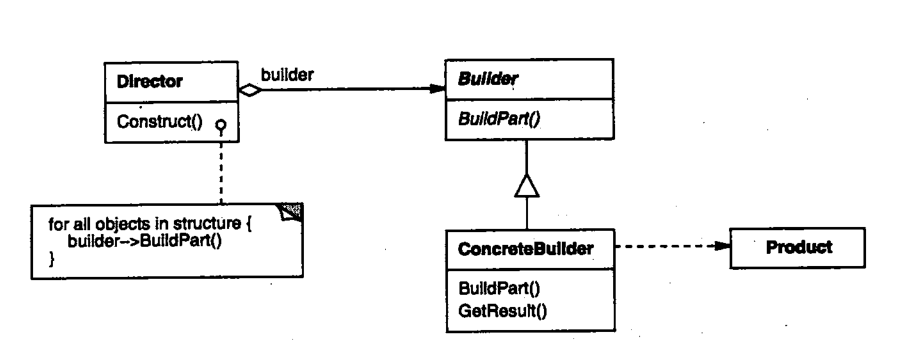 Director
Construct()
builder
Builder
BuildPart()
for all objects in structure {
builder->BuildPart()
}
ConcreteBuilder
BuildPart()
GetResult()
Product